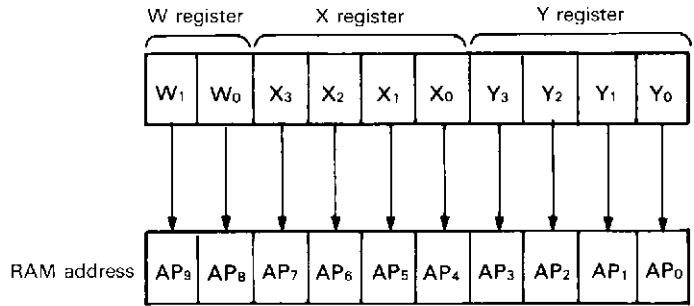 W register X register Y register
W₁ W₀ X₃ X₂ X₁ X₀ Y₃ Y₂ Y₁ Y₀
RAM address AP₉ AP₈ AP₇ AP₆ AP₅ AP₄ AP₃ AP₂ AP₁ AP₀